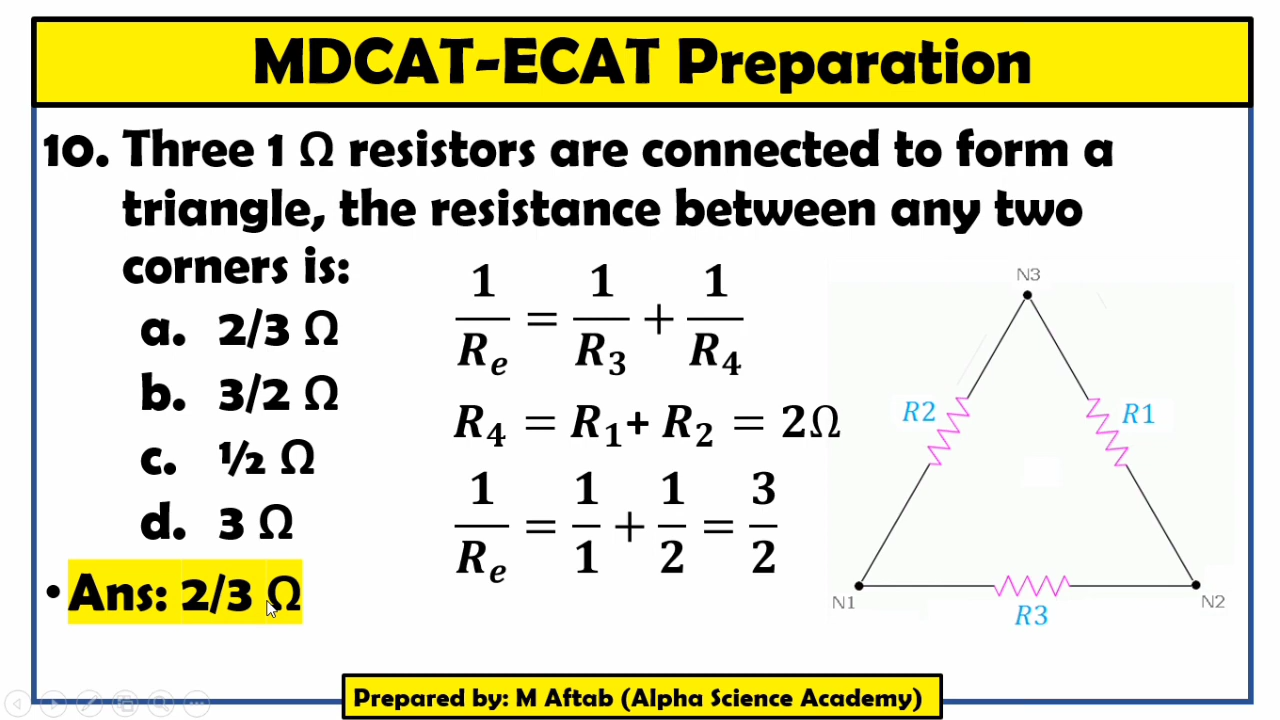 MDCAT-ECAT Preparation
10. Three 1 Ω resistors are connected to form a
triangle, the resistance between any two
corners is:
a. 2/3 Ω
b. 3/2 Ω
c. ½ Ω
d. 3 Ω
• Ans: 2/3 Ω
1/Rₑ = 1/R₃ + 1/R₄
R₄ = R₁+ R₂ = 2Ω
1/Rₑ = 1/1 + 1/2 = 3/2
N3
R2
R1
N1
N2
R3
Prepared by: M Aftab (Alpha Science Academy)